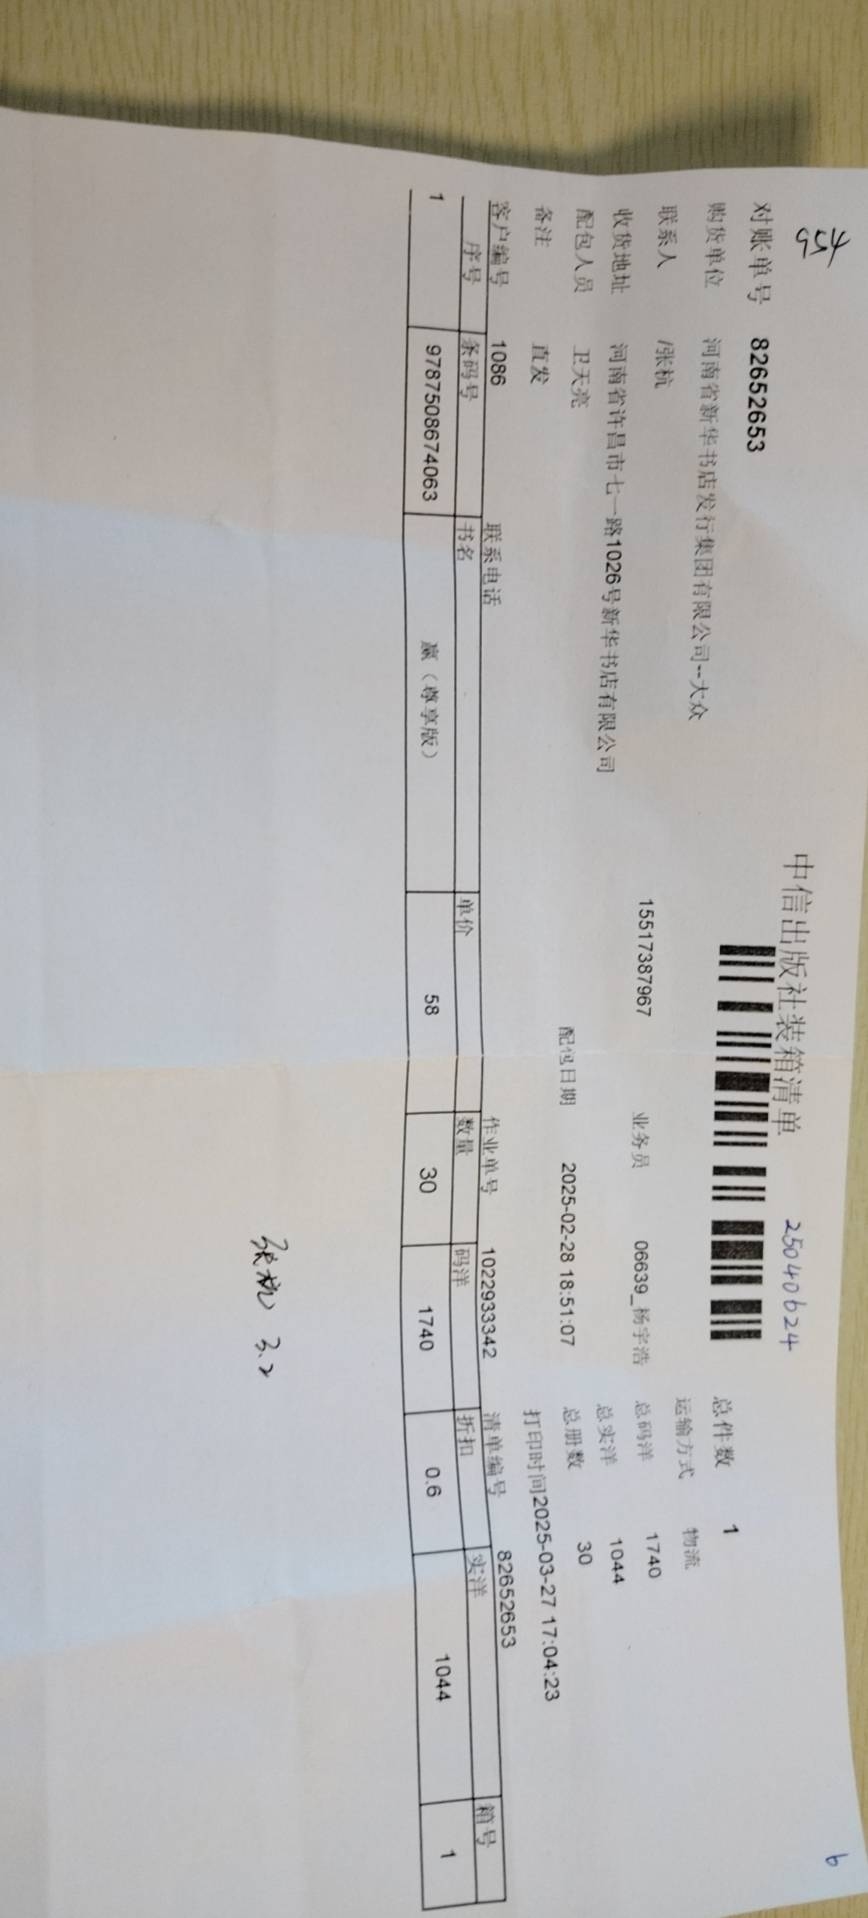 中信出版社装箱清单 25040624
6
对账单号 82652653 总件数 1
购货单位 河南省新华书店发行集团有限公司--大众 运输方式 物流
联系人 /张杭 15517387967 业务员 06639_杨宇浩 总码洋 1740
收货地址 河南省许昌市七一路1026号新华书店有限公司 总实洋 1044
配包人员 卫天亮 配包日期 2025-02-28 18:51:07 总册数 30
备注 直发 打印时间2025-03-27 17:04:23
客户编号 1086 联系电话 作业单号 1022933342 清单编号 82652653
序号 条码号 书名 单价 数量 码洋 折扣 实洋 箱号
1 9787508674063 赢（尊享版） 58 30 1740 0.6 1044 1
张杭 3.2